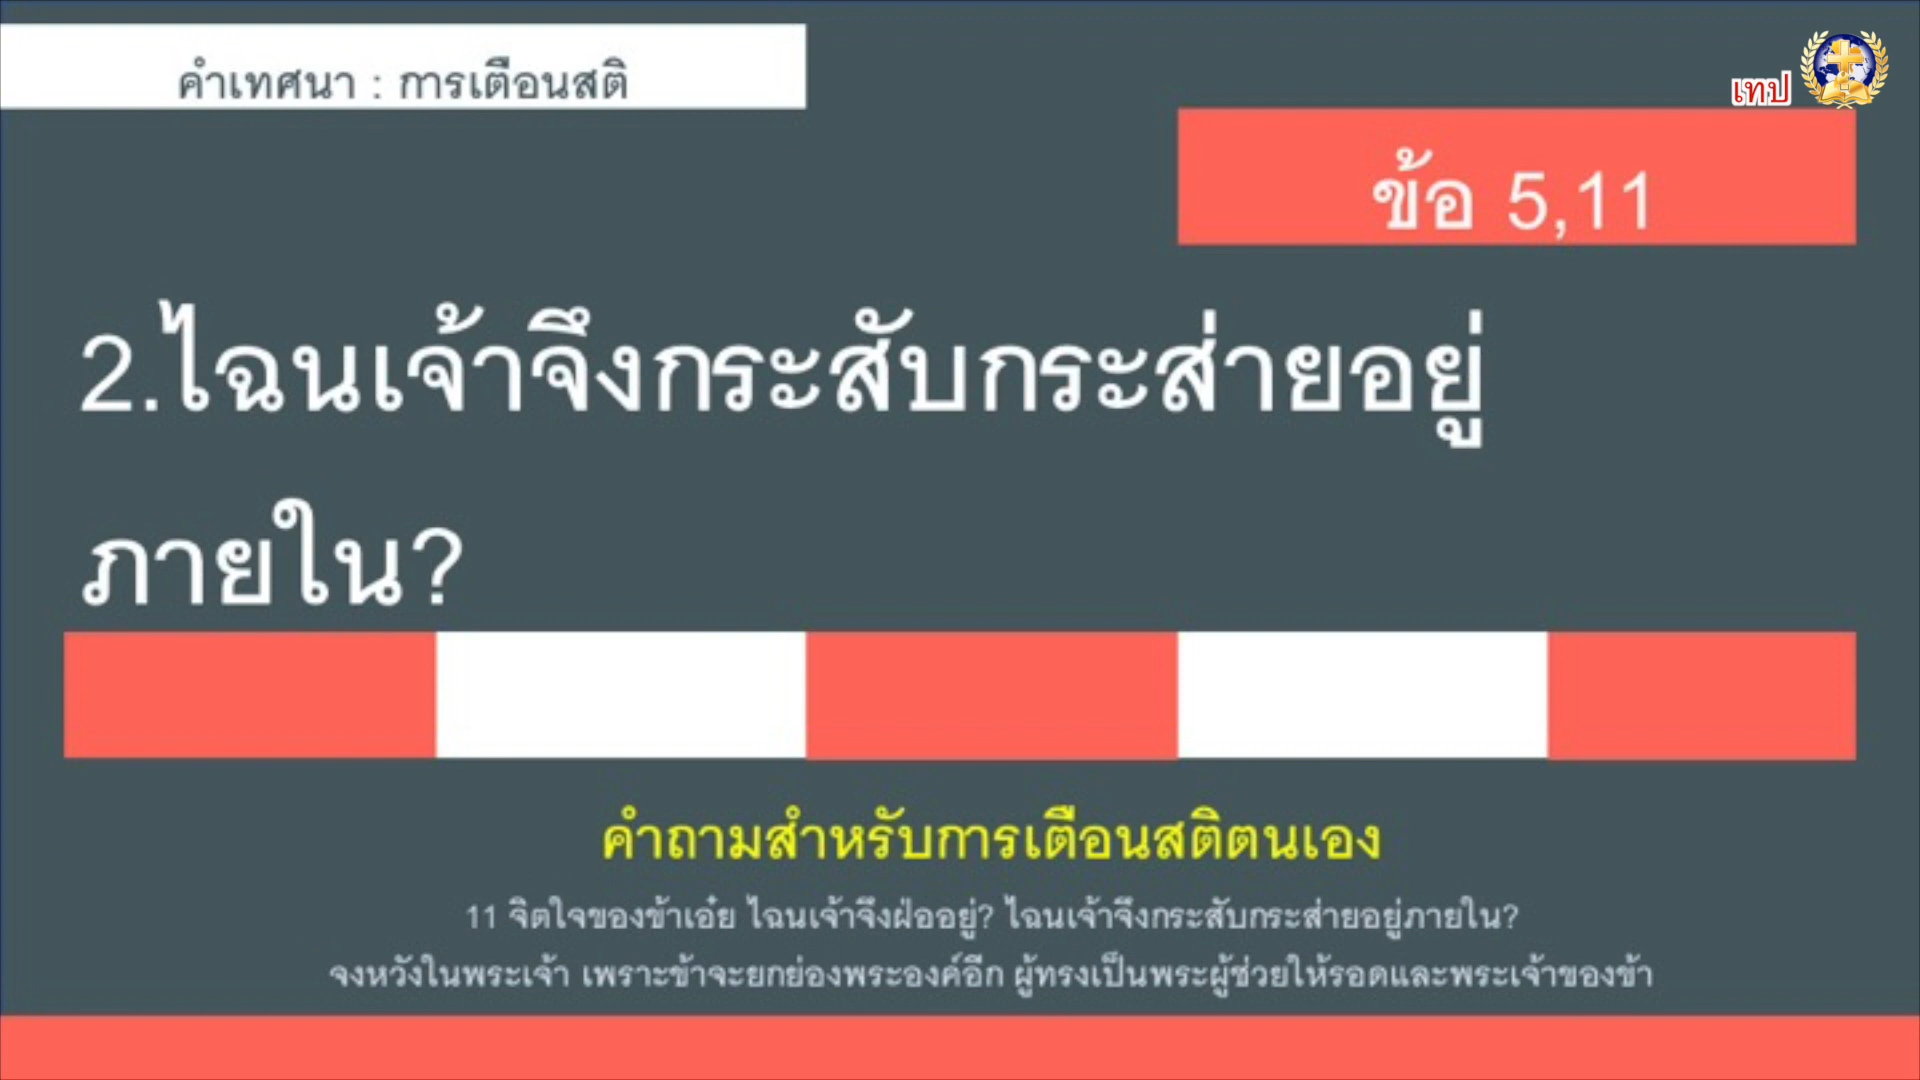 คำเทศนา : การเตือนสติ
เทป
ข้อ 5,11
2.ไฉนเจ้าจึงกระสับกระส่ายอยู่
ภายใน?
คำถามสำหรับการเตือนสติตนเอง
11 จิตใจของข้าเอ๋ย ไฉนเจ้าจึงฝ่ออยู่? ไฉนเจ้าจึงกระสับกระส่ายอยู่ภายใน?
จงหวังในพระเจ้า เพราะข้าจะยกย่องพระองค์อีก ผู้ทรงเป็นพระผู้ช่วยให้รอดและพระเจ้าของข้า